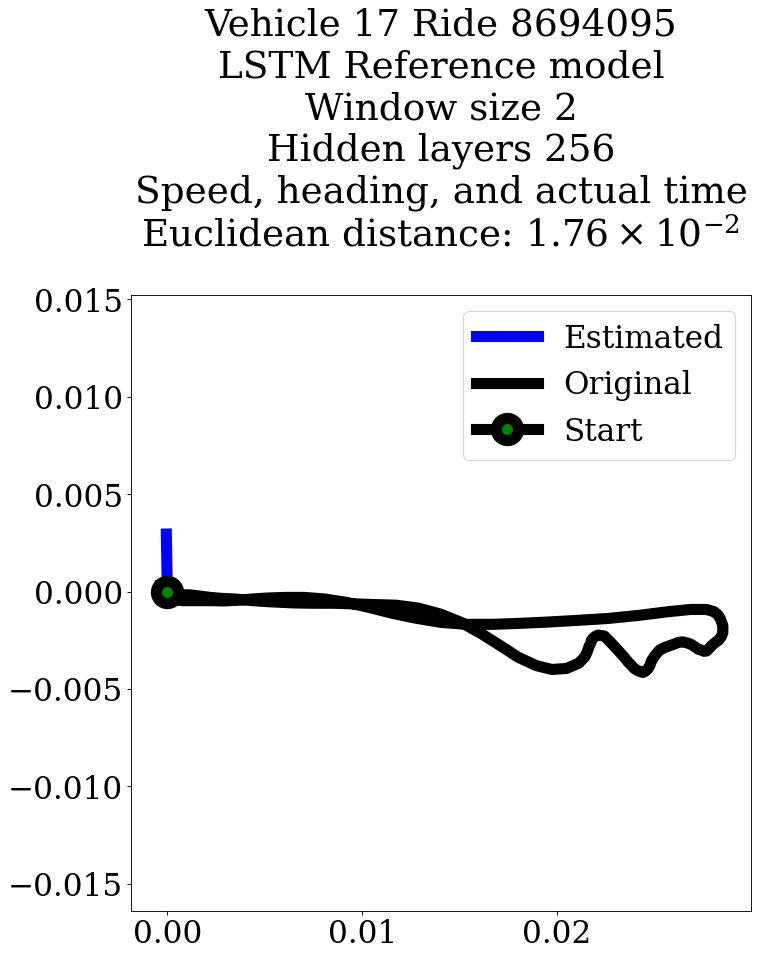 Vehicle 17 Ride 8694095
LSTM Reference model
Window size 2
Hidden layers 256
Speed, heading, and actual time
Euclidean distance: 1.76 × 10⁻²
0.015
0.010
0.005
0.000
−0.005
−0.010
−0.015
Estimated
Original
Start
0.00 0.01 0.02